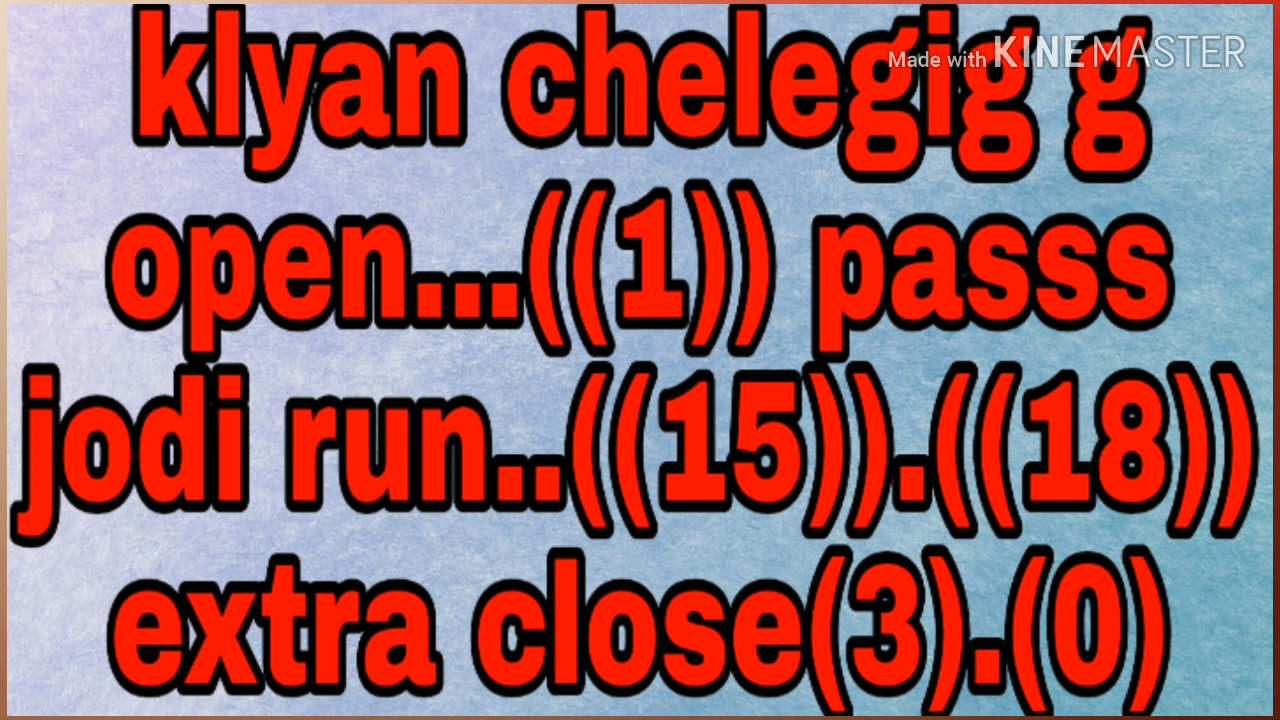 klyan chelegig g
Made with KINEMASTER
open...((1)) passs
jodi run..((15)).((18))
extra close(3).(0)